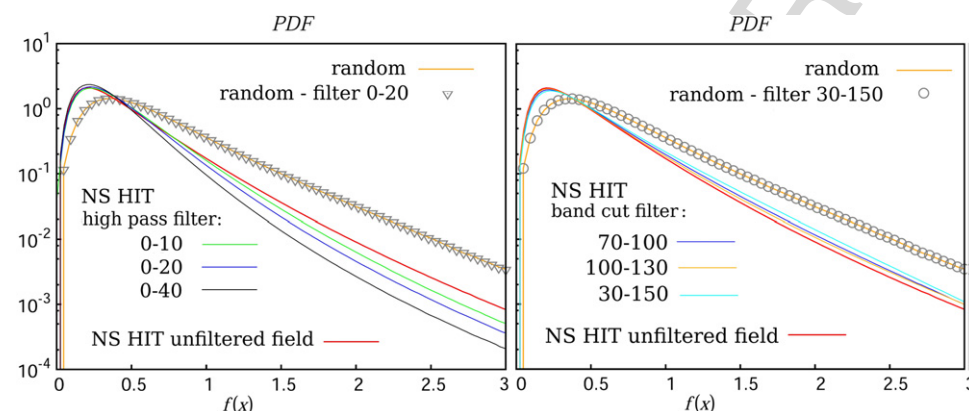 PDF
10^1
10^0
10^-1
10^-2
10^-3
10^-4
random
random - filter 0-20
NS HIT
high pass filter:
0-10
0-20
0-40
NS HIT unfiltered field
0 0.5 1 1.5 2 2.5 3
f(x)
PDF
random
random - filter 30-150
NS HIT
band cut filter:
70-100
100-130
30-150
NS HIT unfiltered field
0 0.5 1 1.5 2 2.5 3
f(x)